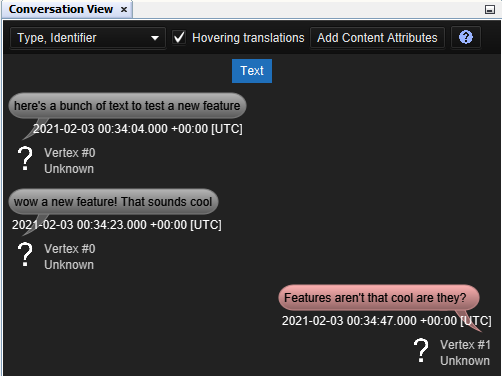 Conversation View ×
Type, Identifier Hovering translations Add Content Attributes ?
Text
here's a bunch of text to test a new feature
2021-02-03 00:34:04.000 +00:00 [UTC]
? Vertex #0
Unknown
wow a new feature! That sounds cool
2021-02-03 00:34:23.000 +00:00 [UTC]
? Vertex #0
Unknown
Features aren't that cool are they?
2021-02-03 00:34:47.000 +00:00 [UTC]
? Vertex #1
Unknown